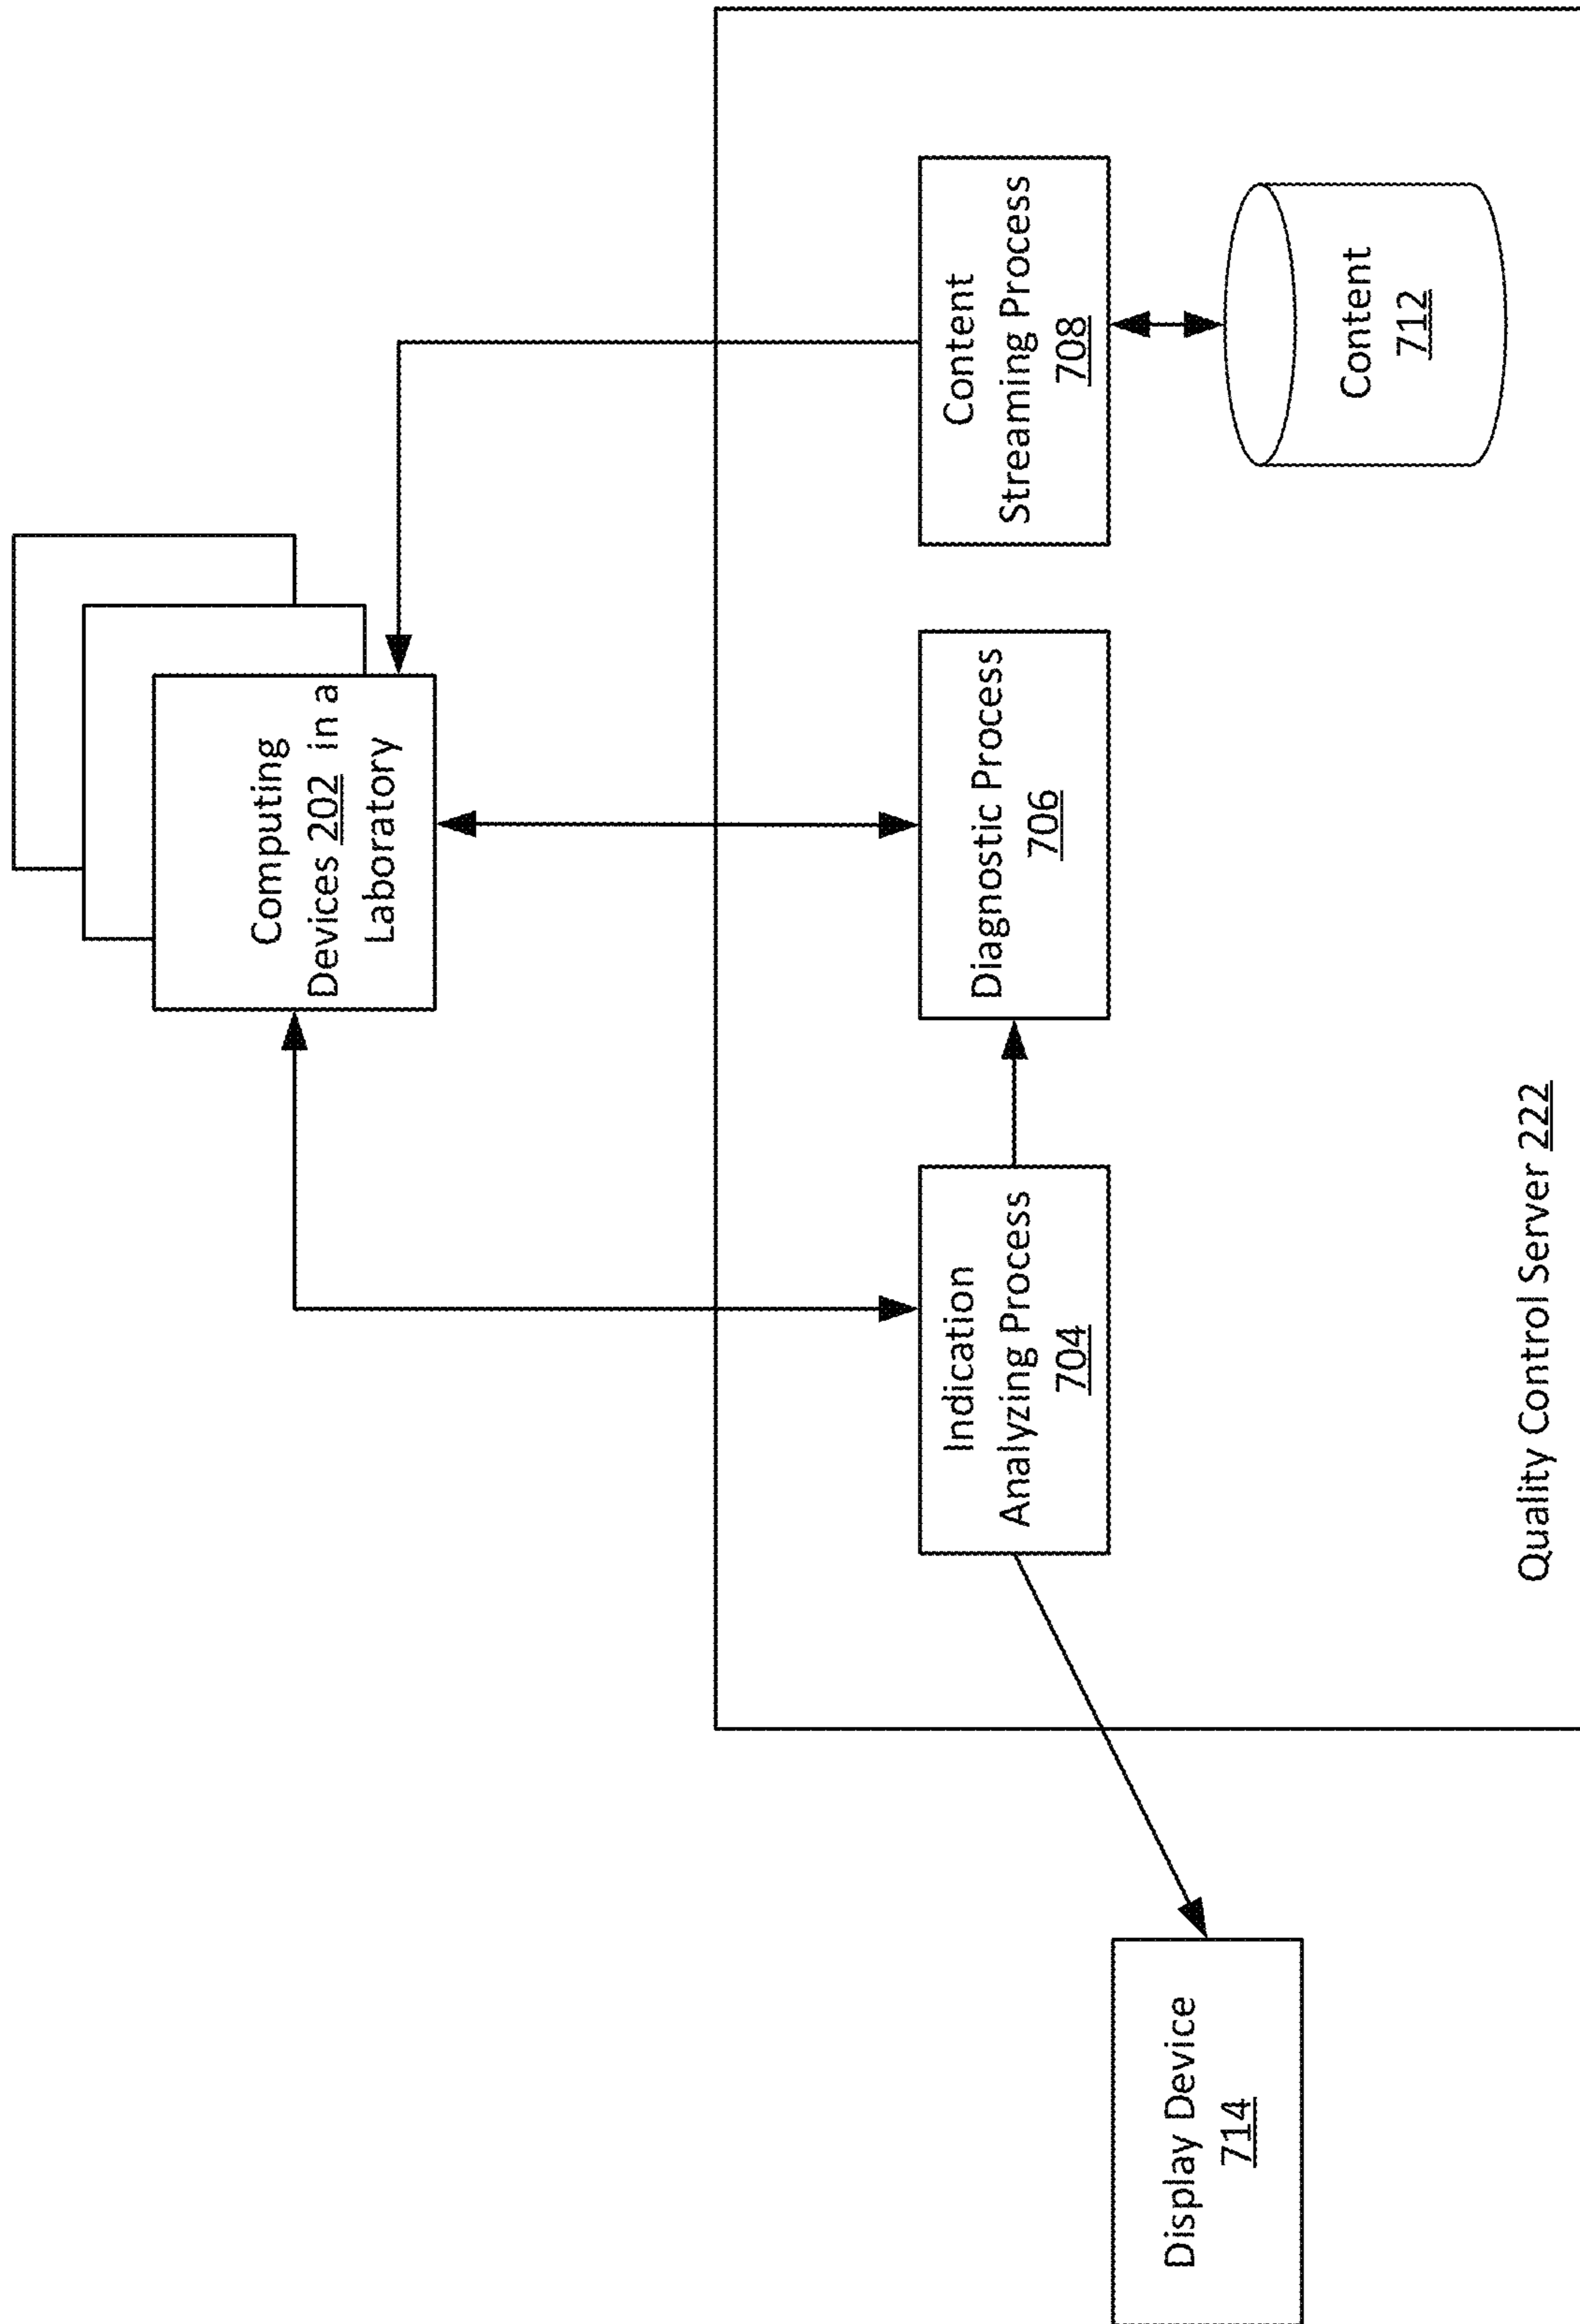 Computing
Devices 202 in a
Laboratory
Display Device
714
Indication
Analyzing Process
704
Diagnostic Process
706
Content
Streaming Process
708
Content
712
Quality Control Server 222